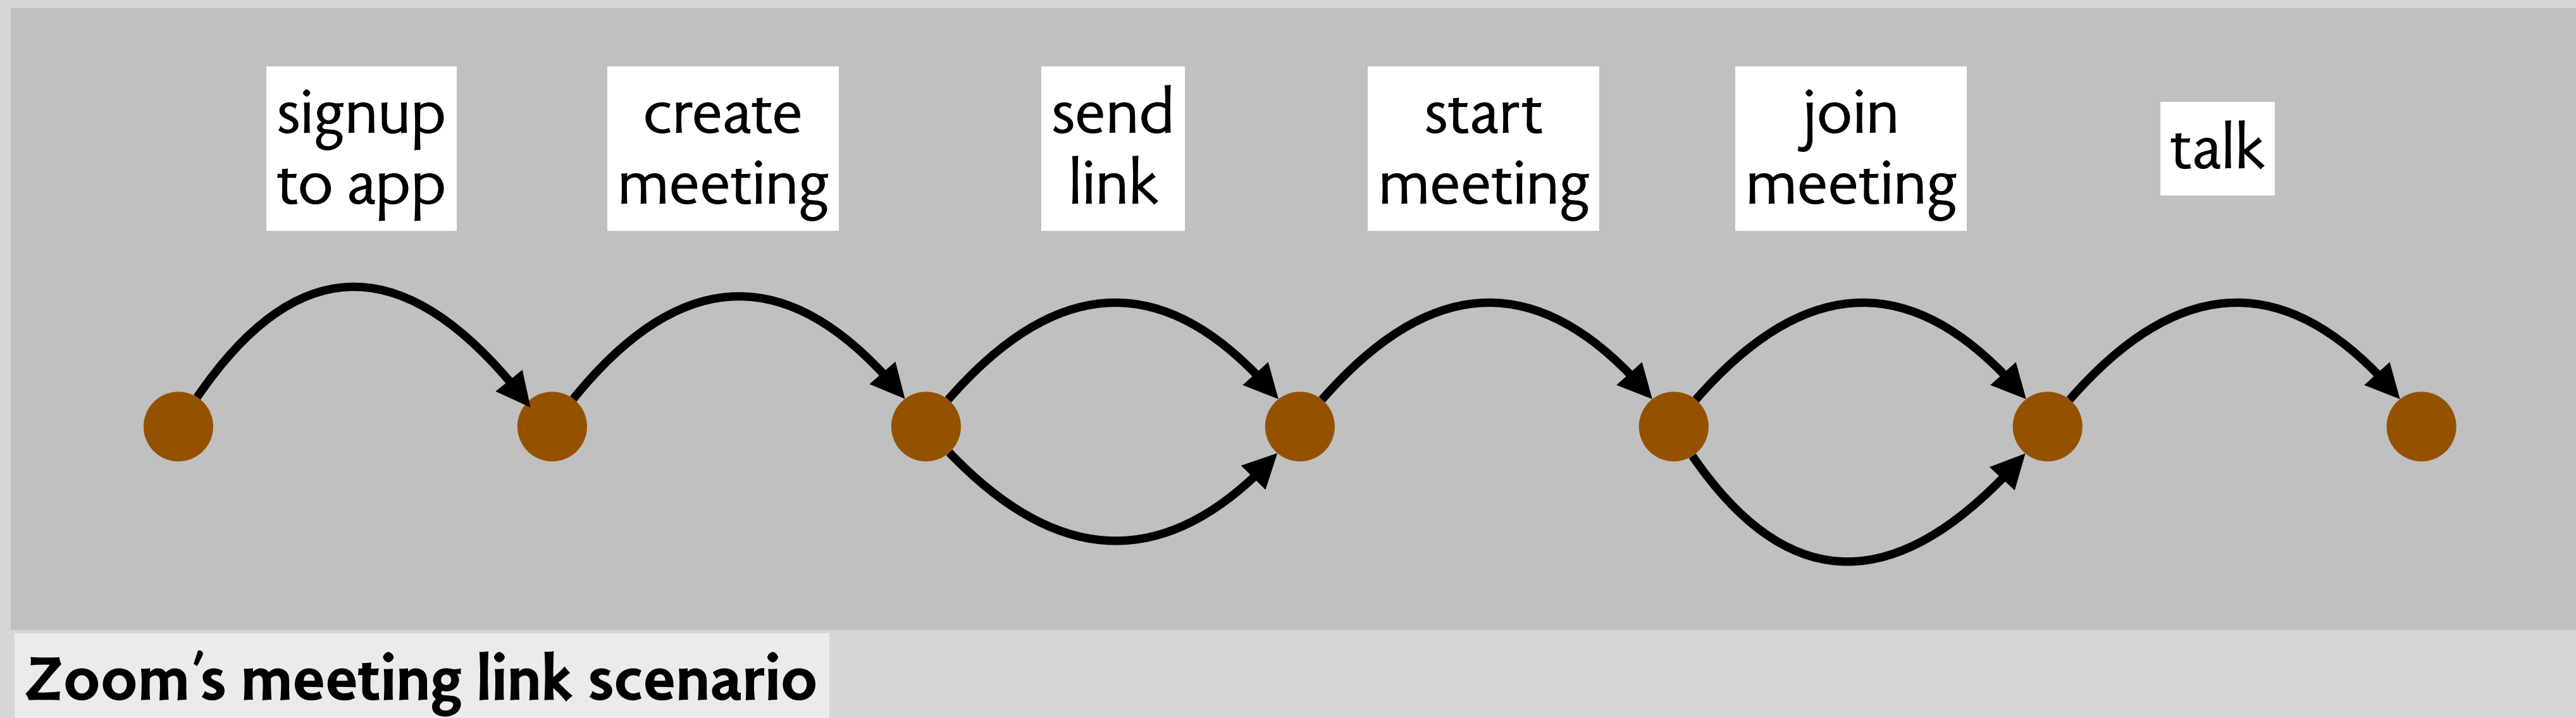 signup
to app
create
meeting
send
link
start
meeting
join
meeting
talk
Zoom's meeting link scenario